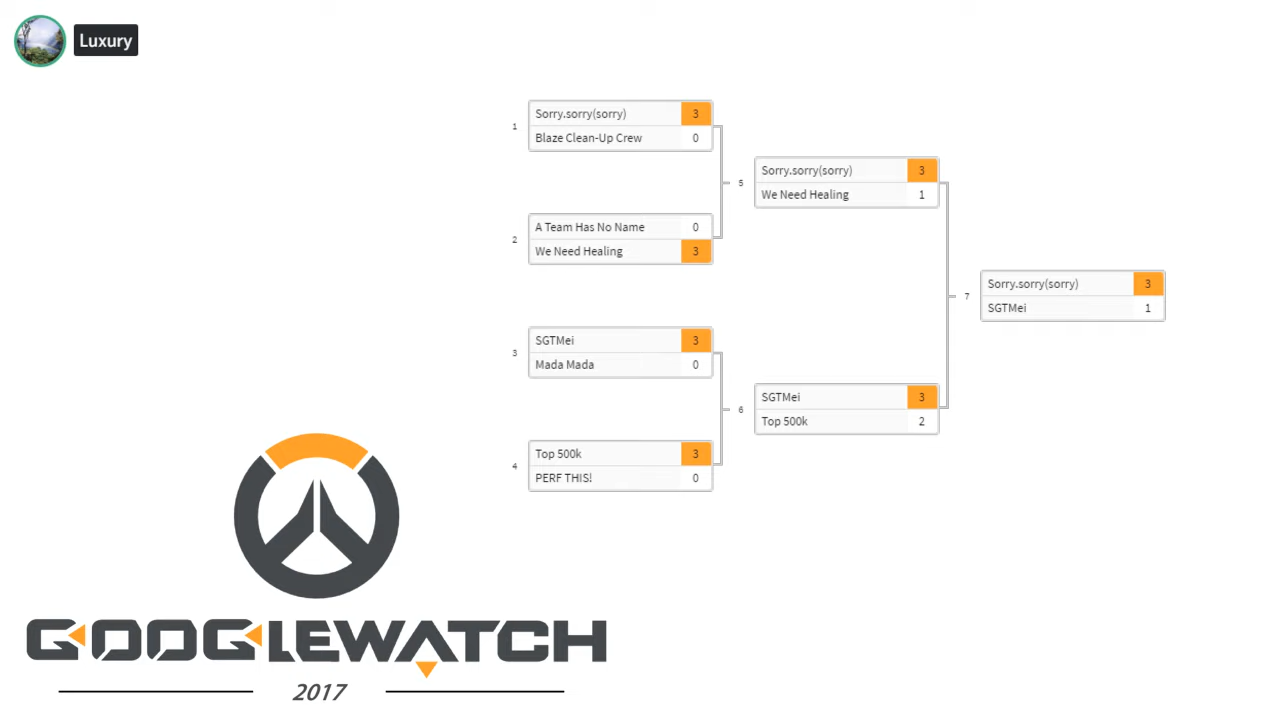 Luxury
1
Sorry.sorry(sorry) 3
Blaze Clean-Up Crew 0
2
A Team Has No Name 0
We Need Healing 3
3
SGTMei 3
Mada Mada 0
4
Top 500k 3
PERF THIS! 0
5
Sorry.sorry(sorry) 3
We Need Healing 1
6
SGTMei 3
Top 500k 2
7
Sorry.sorry(sorry) 3
SGTMei 1
GOOGLEWATCH
2017